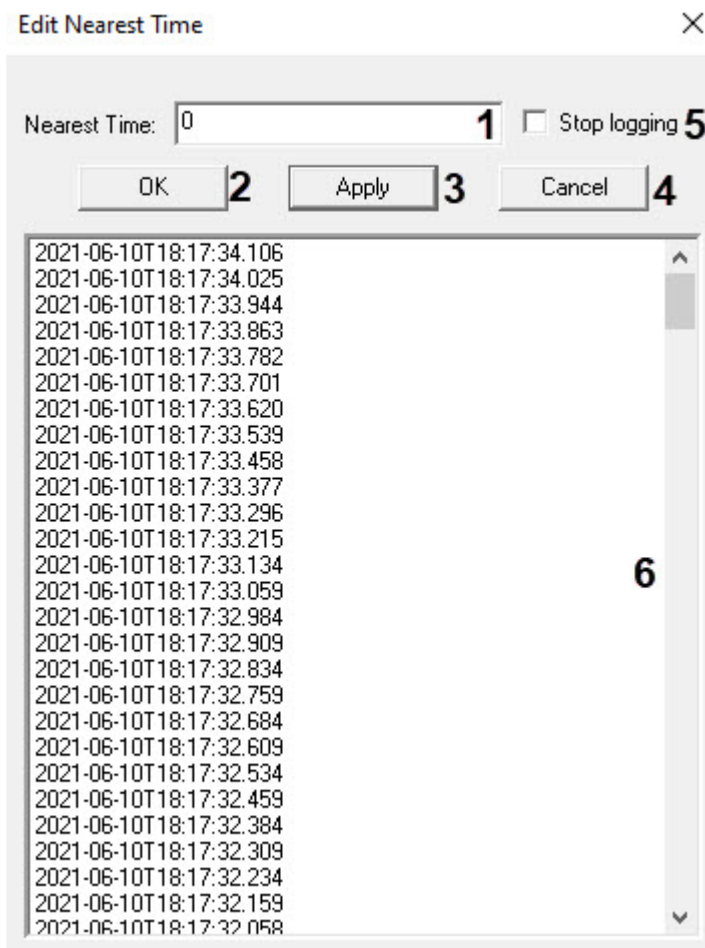 Edit Nearest Time
Nearest Time: 0 1 Stop logging 5
OK 2 Apply 3 Cancel 4
2021-06-10T18:17:34.106
2021-06-10T18:17:34.025
2021-06-10T18:17:33.944
2021-06-10T18:17:33.863
2021-06-10T18:17:33.782
2021-06-10T18:17:33.701
2021-06-10T18:17:33.620
2021-06-10T18:17:33.539
2021-06-10T18:17:33.458
2021-06-10T18:17:33.377
2021-06-10T18:17:33.296
2021-06-10T18:17:33.215
2021-06-10T18:17:33.134 6
2021-06-10T18:17:33.059
2021-06-10T18:17:32.984
2021-06-10T18:17:32.909
2021-06-10T18:17:32.834
2021-06-10T18:17:32.759
2021-06-10T18:17:32.684
2021-06-10T18:17:32.609
2021-06-10T18:17:32.534
2021-06-10T18:17:32.459
2021-06-10T18:17:32.384
2021-06-10T18:17:32.309
2021-06-10T18:17:32.234
2021-06-10T18:17:32.159
2021-06-10T18:17:32.058